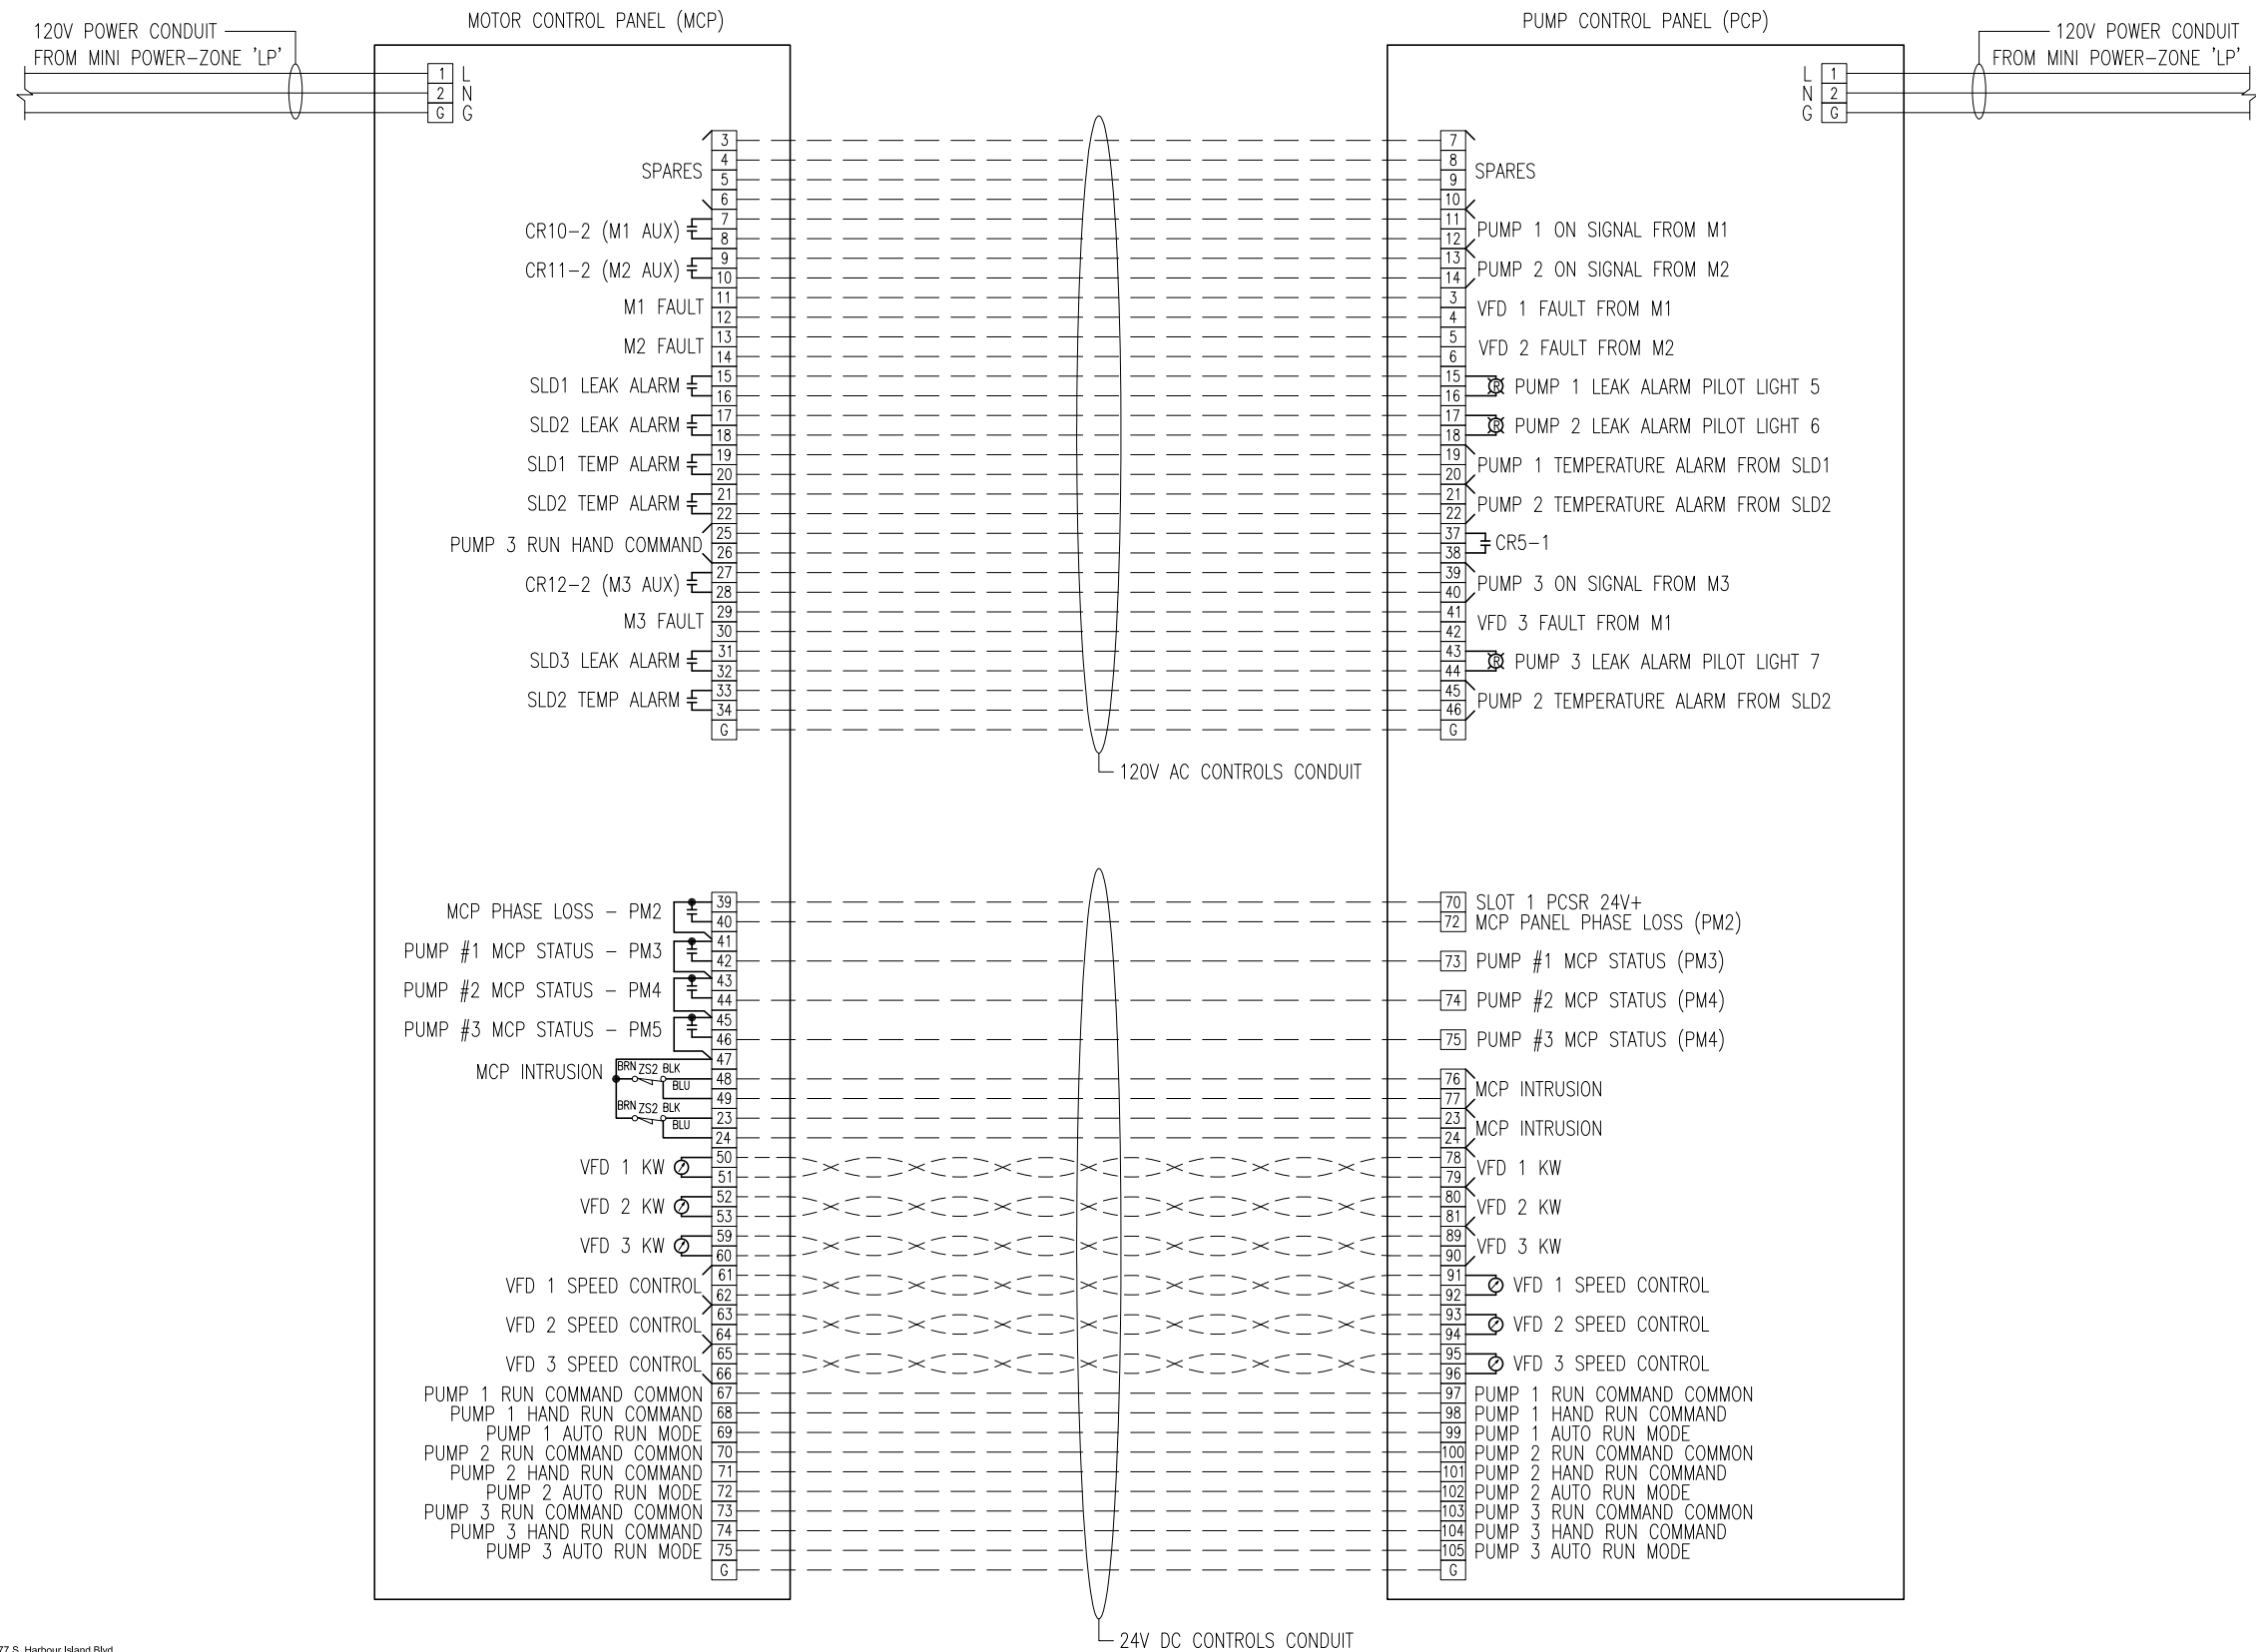 MOTOR CONTROL PANEL (MCP)
PUMP CONTROL PANEL (PCP)
120V POWER CONDUIT
FROM MINI POWER-ZONE 'LP'
1 L
2 N
G G
120V POWER CONDUIT
FROM MINI POWER-ZONE 'LP'
L 1
N 2
G G
3
4
SPARES
5
6
7
CR10-2 (M1 AUX)
8
9
CR11-2 (M2 AUX)
10
11
M1 FAULT
12
13
M2 FAULT
14
15
SLD1 LEAK ALARM
16
17
SLD2 LEAK ALARM
18
19
SLD1 TEMP ALARM
20
21
SLD2 TEMP ALARM
22
25
PUMP 3 RUN HAND COMMAND
26
27
CR12-2 (M3 AUX)
28
29
M3 FAULT
30
31
SLD3 LEAK ALARM
32
33
SLD2 TEMP ALARM
34
G
7
8
SPARES
9
10
11
PUMP 1 ON SIGNAL FROM M1
12
13
PUMP 2 ON SIGNAL FROM M2
14
3
VFD 1 FAULT FROM M1
4
5
VFD 2 FAULT FROM M2
6
15
R PUMP 1 LEAK ALARM PILOT LIGHT 5
16
17
R PUMP 2 LEAK ALARM PILOT LIGHT 6
18
19
PUMP 1 TEMPERATURE ALARM FROM SLD1
20
21
PUMP 2 TEMPERATURE ALARM FROM SLD2
22
37
CR5-1
38
39
PUMP 3 ON SIGNAL FROM M3
40
41
VFD 3 FAULT FROM M1
42
43
R PUMP 3 LEAK ALARM PILOT LIGHT 7
44
45
PUMP 2 TEMPERATURE ALARM FROM SLD2
46
G
120V AC CONTROLS CONDUIT
39
MCP PHASE LOSS - PM2
40
41
PUMP #1 MCP STATUS - PM3
42
43
PUMP #2 MCP STATUS - PM4
44
45
PUMP #3 MCP STATUS - PM5
46
47
MCP INTRUSION
BRN ZS2 BLK
48
BLU
49
BRN ZS2 BLK
23
BLU
24
50
VFD 1 KW
51
52
VFD 2 KW
53
59
VFD 3 KW
60
61
VFD 1 SPEED CONTROL
62
63
VFD 2 SPEED CONTROL
64
65
VFD 3 SPEED CONTROL
66
PUMP 1 RUN COMMAND COMMON 67
PUMP 1 HAND RUN COMMAND 68
PUMP 1 AUTO RUN MODE 69
PUMP 2 RUN COMMAND COMMON 70
PUMP 2 HAND RUN COMMAND 71
PUMP 2 AUTO RUN MODE 72
PUMP 3 RUN COMMAND COMMON 73
PUMP 3 HAND RUN COMMAND 74
PUMP 3 AUTO RUN MODE 75
G
70 SLOT 1 PCSR 24V+
72 MCP PANEL PHASE LOSS (PM2)
73 PUMP #1 MCP STATUS (PM3)
74 PUMP #2 MCP STATUS (PM4)
75 PUMP #3 MCP STATUS (PM4)
76
MCP INTRUSION
77
23
MCP INTRUSION
24
78
VFD 1 KW
79
80
VFD 2 KW
81
89
VFD 3 KW
90
91
VFD 1 SPEED CONTROL
92
93
VFD 2 SPEED CONTROL
94
95
VFD 3 SPEED CONTROL
96
97 PUMP 1 RUN COMMAND COMMON
98 PUMP 1 HAND RUN COMMAND
99 PUMP 1 AUTO RUN MODE
100 PUMP 2 RUN COMMAND COMMON
101 PUMP 2 HAND RUN COMMAND
102 PUMP 2 AUTO RUN MODE
103 PUMP 3 RUN COMMAND COMMON
104 PUMP 3 HAND RUN COMMAND
105 PUMP 3 AUTO RUN MODE
G
24V DC CONTROLS CONDUIT
77 S. Harbour Island Blvd